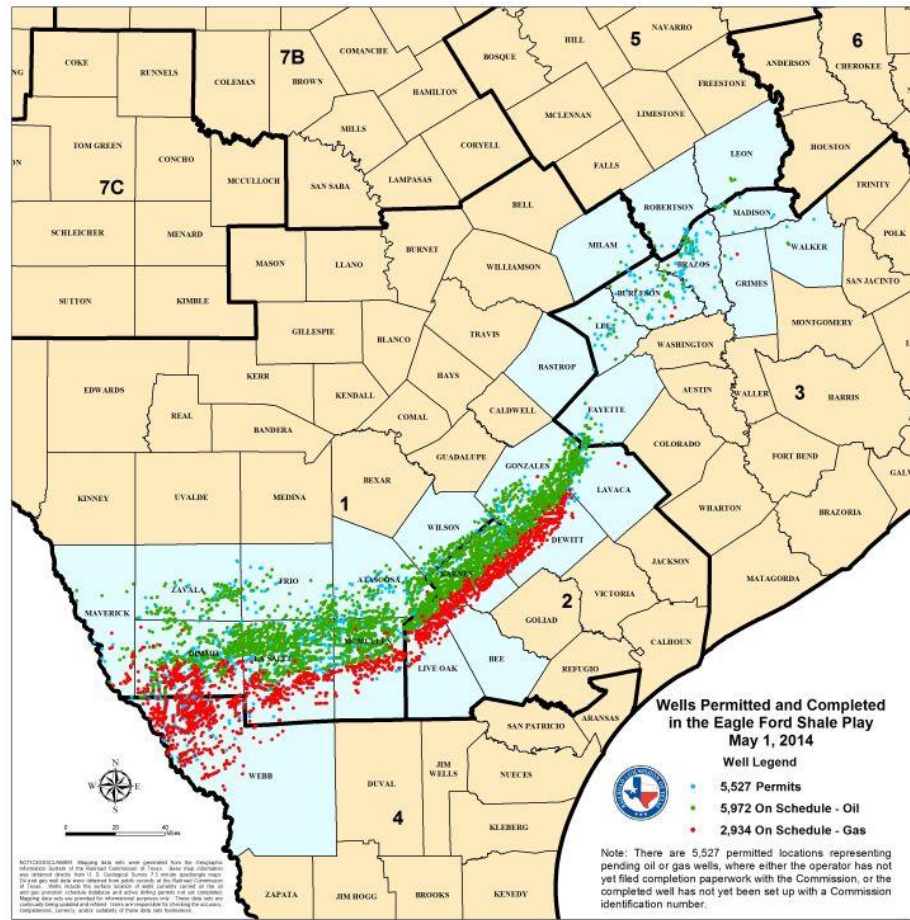 COKE
RUNNELS
COLEMAN
7B
BROWN
COMANCHE
HAMILTON
BOSQUE
HILL
5
NAVARRO
FREESTONE
ANDERSON
6
CHEROKEE
TOM GREEN
CONCHO
7C
MCCULLOCH
MILLS
SAN SABA
LAMPASAS
CORYELL
MCLENNAN
LIMESTONE
FALLS
LEON
HOUSTON
TRINITY
POLK
SCHLEICHER
MENARD
SUTTON
KIMBLE
MASON
LLANO
BURNET
BELL
WILLIAMSON
MILAM
ROBERTSON
MADISON
WALKER
BRAZOS
GRIMES
BURLESON
LEE
SAN JACINTO
MONTGOMERY
GILLESPIE
BLANCO
TRAVIS
HAYS
BASTROP
WASHINGTON
AUSTIN
WALLER
3
HARRIS
EDWARDS
REAL
KERR
KENDALL
BANDERA
COMAL
CALDWELL
FAYETTE
COLORADO
FORT BEND
KINNEY
UVALDE
MEDINA
1
BEXAR
GUADALUPE
GONZALES
LAVACA
WHARTON
BRAZORIA
WILSON
DEWITT
JACKSON
MATAGORDA
MAVERICK
ZAVALA
FRIO
ATASCOSA
KARNES
2
GOLIAD
VICTORIA
CALHOUN
DIMMIT
LA SALLE
MCMULLEN
LIVE OAK
BEE
REFUGIO
ARANSAS
SAN PATRICIO
WEBB
DUVAL
JIM
WELLS
NUECES
4
KLEBERG
ZAPATA
JIM HOGG
BROOKS
KENEDY
N
W
E
S
0
20
40
Miles
Wells Permitted and Completed
in the Eagle Ford Shale Play
May 1, 2014
Well Legend
5,527 Permits
5,972 On Schedule - Oil
2,934 On Schedule - Gas
Note: There are 5,527 permitted locations representing
pending oil or gas wells, where either the operator has not
yet filed completion paperwork with the Commission, or the
completed well has not yet been set up with a Commission
identification number.